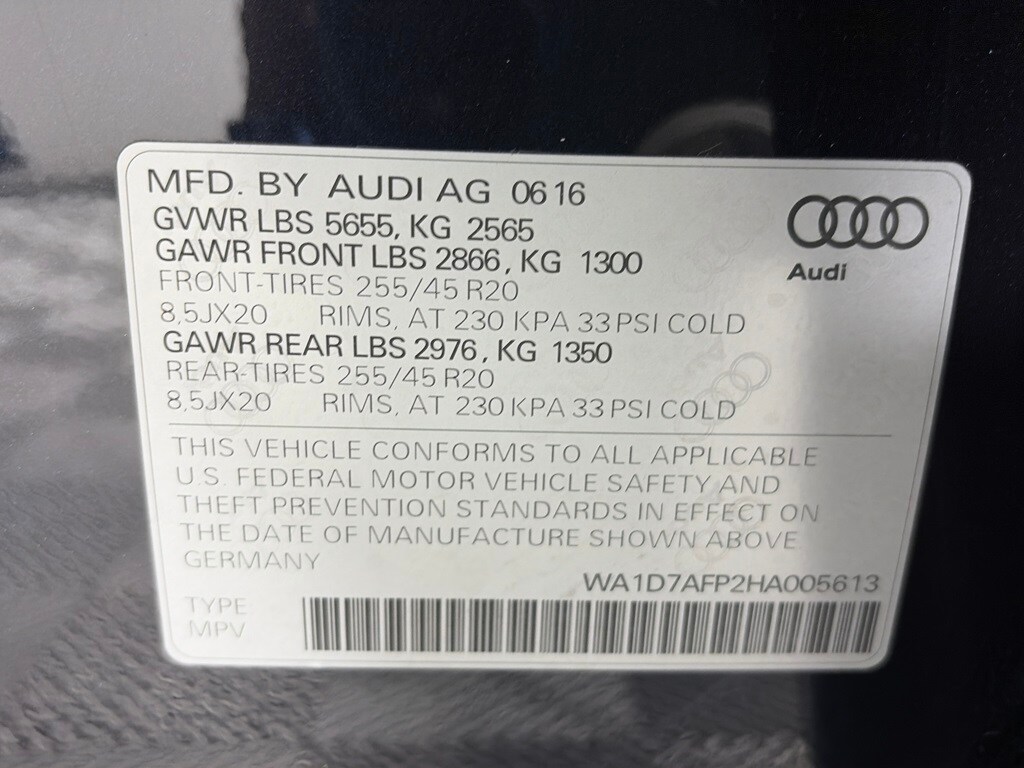 MFD. BY AUDI AG 0616
GVWR LBS 5655, KG 2565
GAWR FRONT LBS 2866, KG 1300
FRONT-TIRES 255/45 R20
8,5JX20 RIMS, AT 230 KPA 33 PSI COLD
GAWR REAR LBS 2976, KG 1350
REAR-TIRES 255/45 R20
8,5JX20 RIMS, AT 230 KPA 33 PSI COLD
Audi
THIS VEHICLE CONFORMS TO ALL APPLICABLE
U.S. FEDERAL MOTOR VEHICLE SAFETY AND
THEFT PREVENTION STANDARDS IN EFFECT ON
THE DATE OF MANUFACTURE SHOWN ABOVE
GERMANY
WA1D7AFP2HA005613
TYPE
MPV